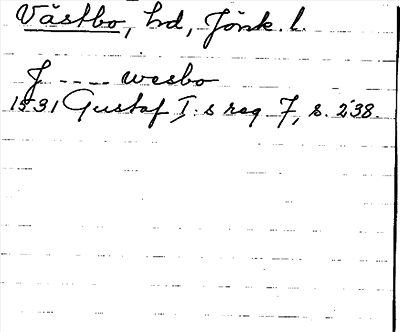 Västbo, hd, Jönk. l.
J ---- wesbo
1531 Gustaf I:s reg. 7, s. 238.